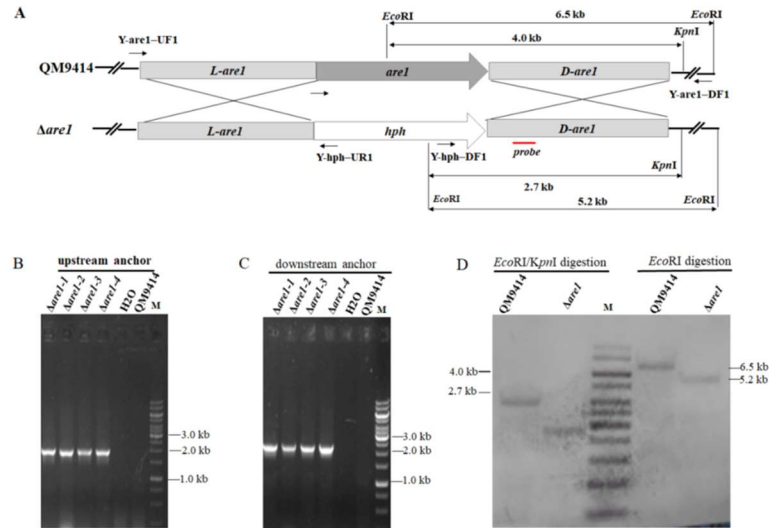 A
EcoRI
6.5 kb
EcoRI
4.0 kb
KpnI
Y-are1–UF1
QM9414
L-are1
are1
D-are1
Y-are1–DF1
Δare1
L-are1
hph
D-are1
Y-hph–UR1
Y-hph–DF1
probe
KpnI
2.7 kb
EcoRI
EcoRI
5.2 kb
B
upstream anchor
Δare1-1
Δare1-2
Δare1-3
Δare1-4
H2O
QM9414
M
3.0 kb
2.0 kb
1.0 kb
C
downstream anchor
Δare1-1
Δare1-2
Δare1-3
Δare1-4
H2O
QM9414
M
3.0 kb
2.0 kb
1.0 kb
D
EcoRI/KpnI digestion
EcoRI digestion
QM9414
Δare1
M
QM9414
Δare1
4.0 kb
2.7 kb
6.5 kb
5.2 kb